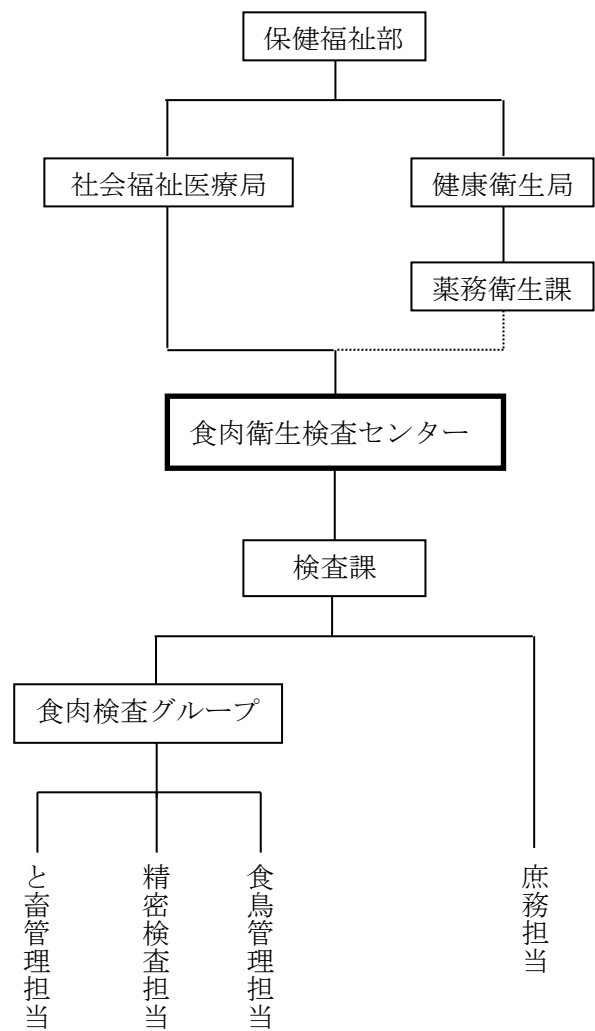 保健福祉部
社会福祉医療局
健康衛生局
薬務衛生課
食肉衛生検査センター
検査課
食肉検査グループ
と畜管理担当
精密検査担当
食鳥管理担当
庶務担当